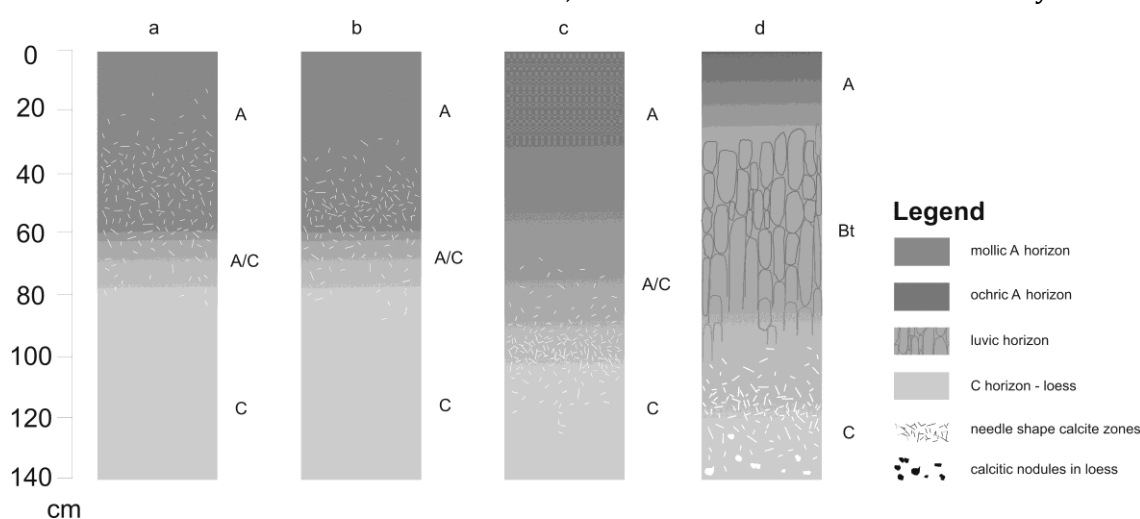 a b c d
0
20
40
60
80
100
120
140
cm
A
A/C
C
A
A/C
C
A
A/C
C
A
Bt
C
Legend
mollic A horizon
ochric A horizon
luvic horizon
C horizon - loess
needle shape calcite zones
calcitic nodules in loess